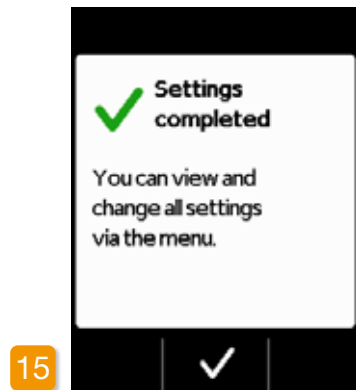 Settings
completed
You can view and
change all settings
via the menu.
15